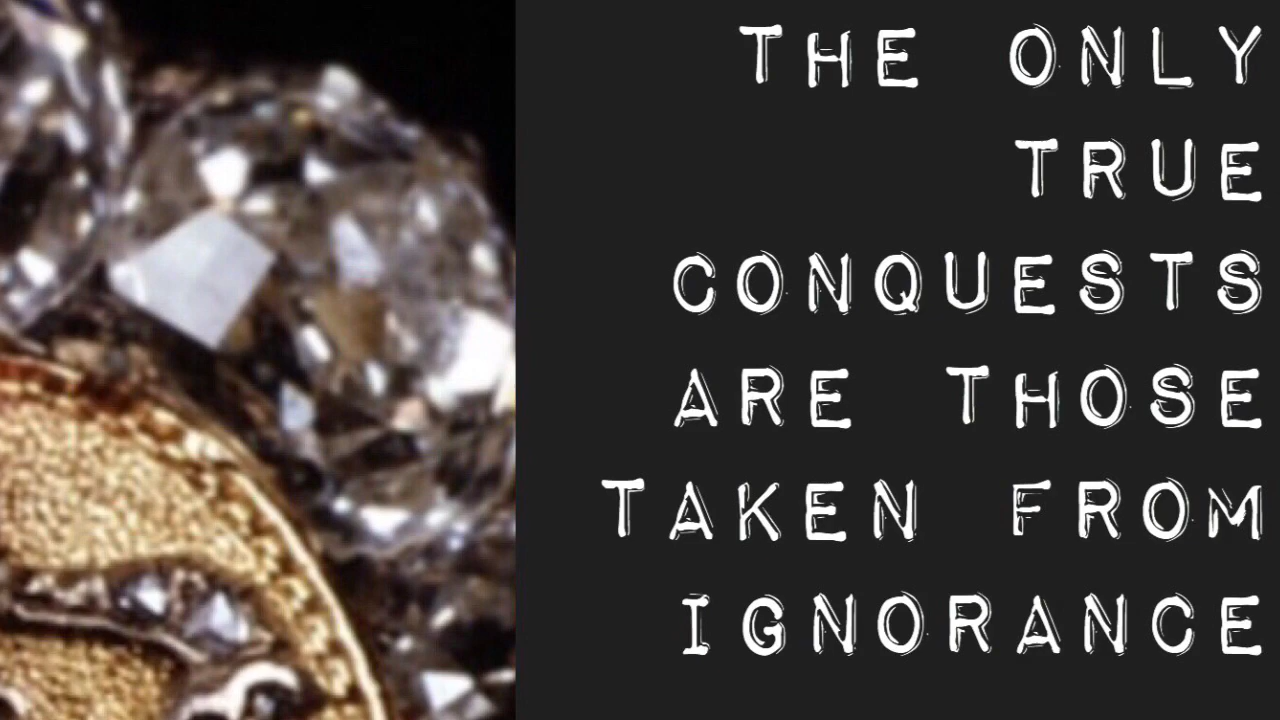 THE ONLY
TRUE
CONQUESTS
ARE THOSE
TAKEN FROM
IGNORANCE